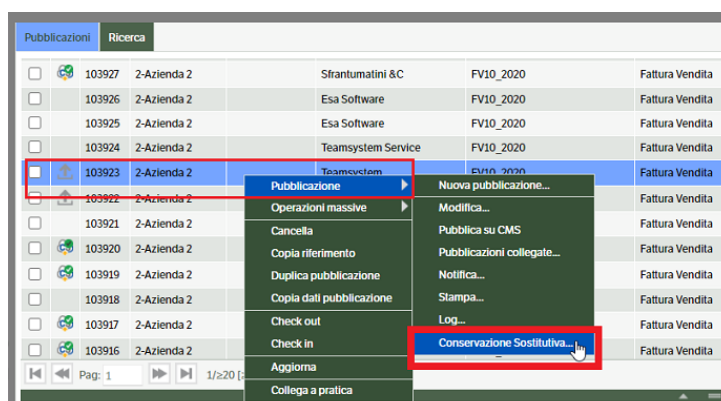 Pubblicazioni Ricerca
103927 2-Azienda 2 Sfrantumatini &C FV10_2020 Fattura Vendita
103926 2-Azienda 2 Esa Software FV10_2020 Fattura Vendita
103925 2-Azienda 2 Esa Software FV10_2020 Fattura Vendita
103924 2-Azienda 2 Teamsystem Service FV10_2020 Fattura Vendita
103923 2-Azienda 2 Teamsystem FV10_2020 Fattura Vendita
Pubblicazione Nuova pubblicazione...
103922 2-Azienda 2 Fattura Vendita
Operazioni massive Modifica...
103921 2-Azienda 2 Cancella Pubblica su CMS Fattura Vendita
103920 2-Azienda 2 Copia riferimento Pubblicazioni collegate... Fattura Vendita
103919 2-Azienda 2 Duplica pubblicazione Notifica... Fattura Vendita
103918 2-Azienda 2 Copia dati pubblicazione Stampa... Fattura Vendita
103917 2-Azienda 2 Check out Log... Fattura Vendita
103916 2-Azienda 2 Check in Conservazione Sostitutiva... Fattura Vendita
Pag: 1 1/≥20 Aggiorna
Collega a pratica